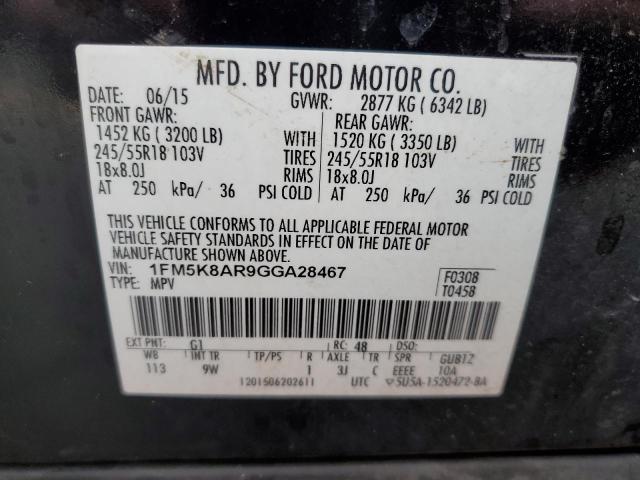 MFD. BY FORD MOTOR CO.
DATE: 06/15 GVWR: 2877 KG ( 6342 LB)
FRONT GAWR: REAR GAWR:
1452 KG ( 3200 LB) WITH 1520 KG ( 3350 LB) WITH
245/55R18 103V TIRES 245/55R18 103V TIRES
18x8.0J RIMS 18x8.0J RIMS
AT 250 kPa/ 36 PSI COLD AT 250 kPa/ 36 PSI COLD
THIS VEHICLE CONFORMS TO ALL APPLICABLE FEDERAL MOTOR
VEHICLE SAFETY STANDARDS IN EFFECT ON THE DATE OF
MANUFACTURE SHOWN ABOVE.
VIN: 1FM5K8AR9GGA28467 F0308
TYPE: MPV T0458
EXT PNT: G1 RC: 48 DSO:
WB INT TR TP/PS R AXLE TR SPR GUB12
113 9W 1 3J C EEEE 10A
1201506202611 UTC 5U5A-1520472-BA